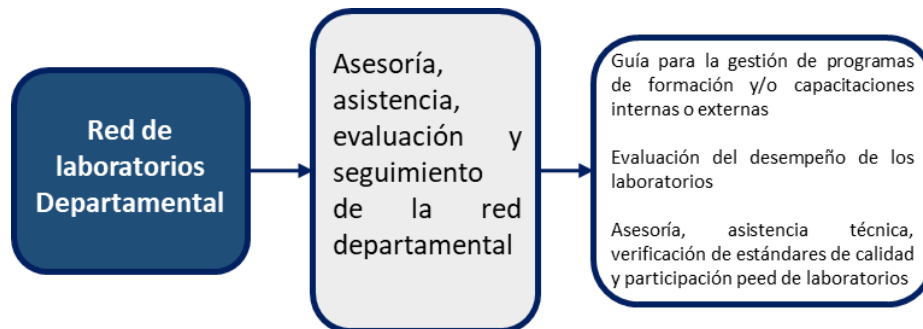 Red de
laboratorios
Departamental
Asesoría,
asistencia,
evaluación y
seguimiento
de la red
departamental
Guía para la gestión de programas
de formación y/o capacitaciones
internas o externas
Evaluación del desempeño de los
laboratorios
Asesoría, asistencia técnica,
verificación de estándares de calidad
y participación peed de laboratorios